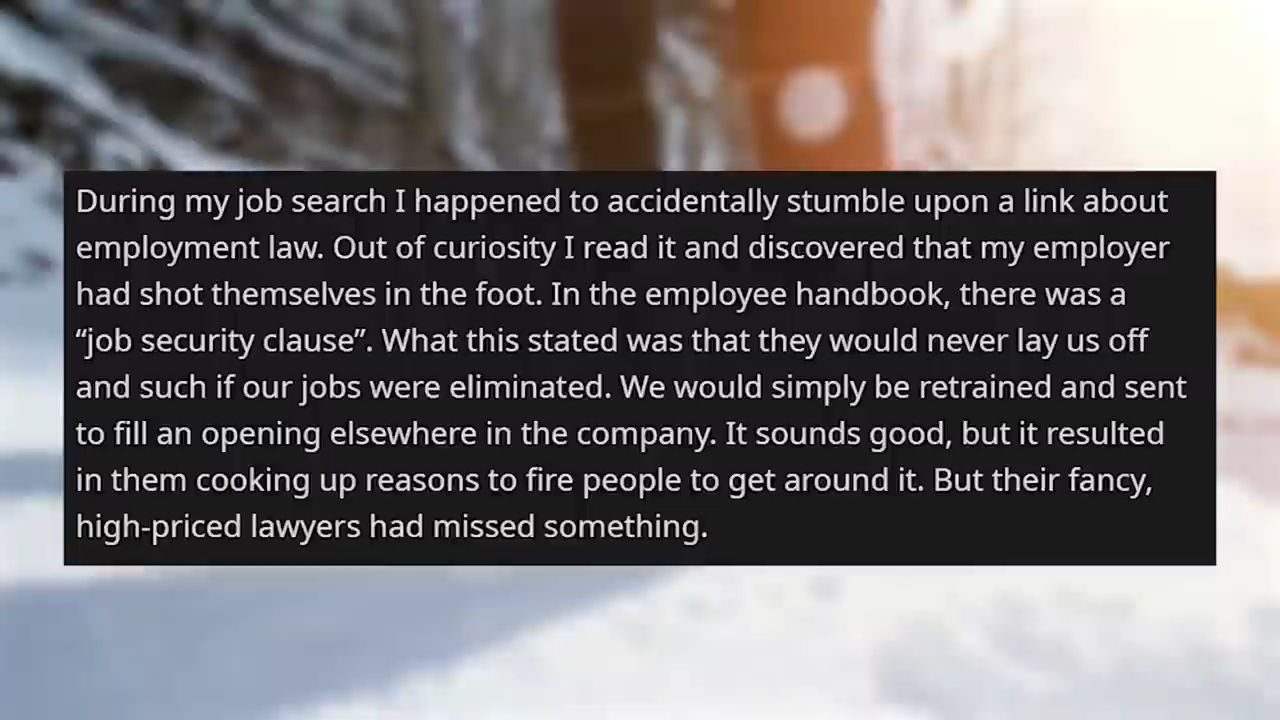 During my job search I happened to accidentally stumble upon a link about
employment law. Out of curiosity I read it and discovered that my employer
had shot themselves in the foot. In the employee handbook, there was a
“job security clause”. What this stated was that they would never lay us off
and such if our jobs were eliminated. We would simply be retrained and sent
to fill an opening elsewhere in the company. It sounds good, but it resulted
in them cooking up reasons to fire people to get around it. But their fancy,
high-priced lawyers had missed something.